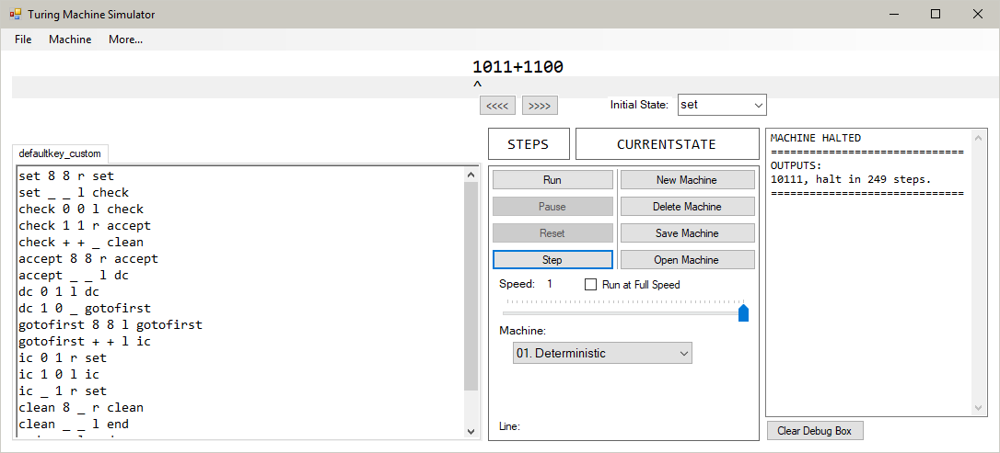 Turing Machine Simulator
File Machine More...
1011+1100
^
<<<< >>>> Initial State: set
defaultkey_custom
set 8 8 r set
set _ _ l check
check 0 0 l check
check 1 1 r accept
check + + _ clean
accept 8 8 r accept
accept _ _ l dc
dc 0 1 l dc
dc 1 0 _ gotofirst
gotofirst 8 8 l gotofirst
gotofirst + + l ic
ic 0 1 r set
ic 1 0 l ic
ic _ 1 r set
clean 8 _ r clean
clean _ _ l end
STEPS CURRENTSTATE
Run New Machine
Pause Delete Machine
Reset Save Machine
Step Open Machine
Speed: 1 Run at Full Speed
Machine:
01. Deterministic
Line:
MACHINE HALTED
==============================
OUTPUTS:
10111, halt in 249 steps.
==============================
Clear Debug Box